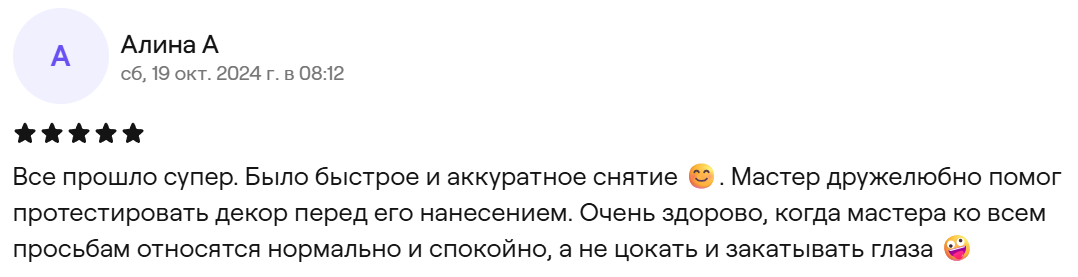 А
Алина А
сб, 19 окт. 2024 г. в 08:12
Все прошло супер. Было быстрое и аккуратное снятие 😊. Мастер дружелюбно помог
протестировать декор перед его нанесением. Очень здорово, когда мастера ко всем
просьбам относятся нормально и спокойно, а не цокать и закатывать глаза 🤪